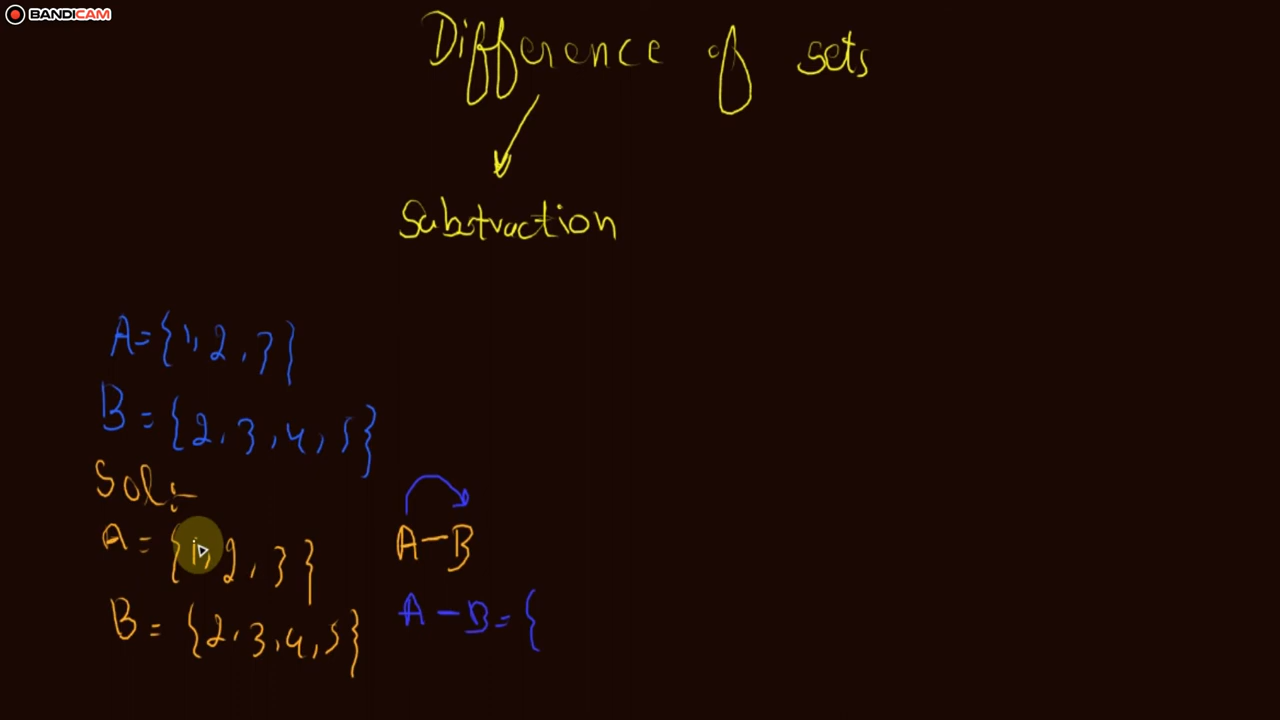 BANDICAM
Difference of sets
Substraction
A={1,2,3}
B={2,3,4,5}
Sol:-
A={1,2,3}
B={2,3,4,5}
A-B
A-B={